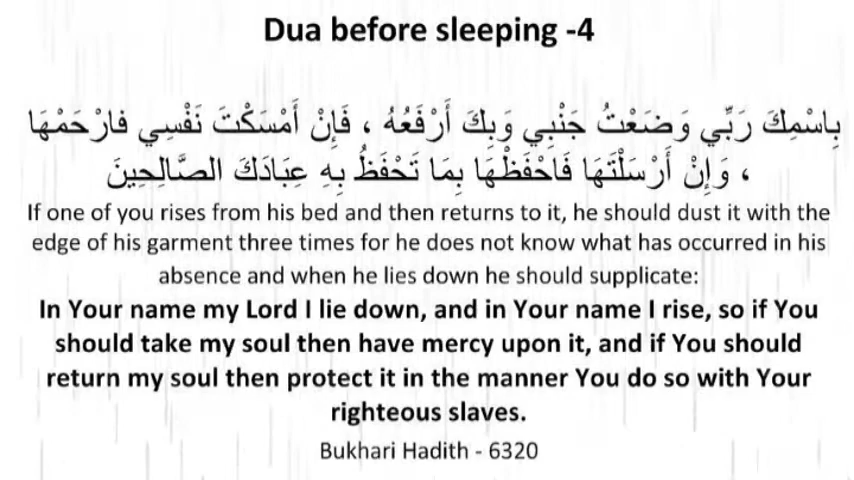 Dua before sleeping -4
بِاسْمِكَ رَبِّي وَضَعْتُ جَنْبِي وَبِكَ أَرْفَعُهُ ، فَإِنْ أَمْسَكْتَ نَفْسِي فارْحَمْهَا
، وَإِنْ أَرْسَلْتَهَا فَاحْفَظْهَا بِمَا تَحْفَظُ بِهِ عِبَادَكَ الصَّالِحِينَ
If one of you rises from his bed and then returns to it, he should dust it with the
edge of his garment three times for he does not know what has occurred in his
absence and when he lies down he should supplicate:
In Your name my Lord I lie down, and in Your name I rise, so if You
should take my soul then have mercy upon it, and if You should
return my soul then protect it in the manner You do so with Your
righteous slaves.
Bukhari Hadith - 6320